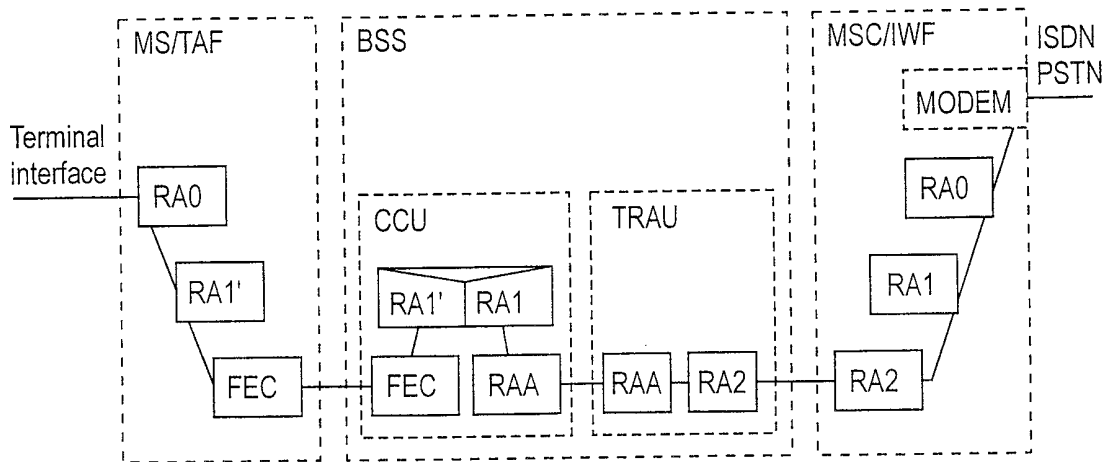 MS/TAF
BSS
MSC/IWF
ISDN
PSTN
MODEM
Terminal
interface
RA0
RA0
CCU
TRAU
RA1'
RA1'
RA1
RA1
FEC
FEC
RAA
RAA
RA2
RA2